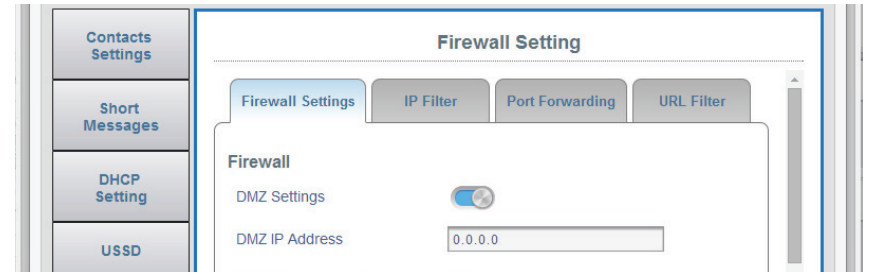 Contacts
Settings
Short
Messages
DHCP
Setting
USSD
Firewall Setting
Firewall Settings IP Filter Port Forwarding URL Filter
Firewall
DMZ Settings
DMZ IP Address 0.0.0.0